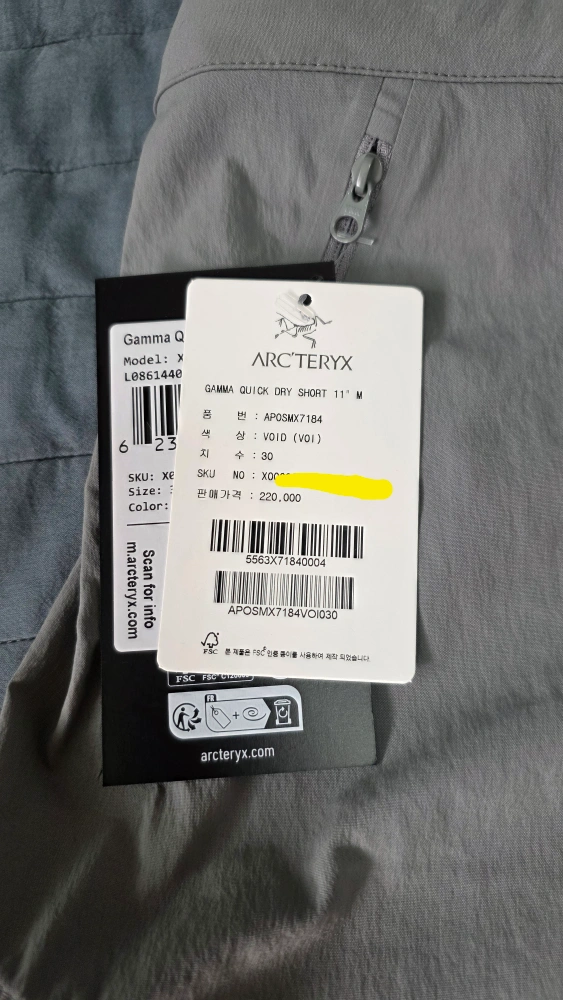 ARC'TERYX
GAMMA QUICK DRY SHORT 11" M
품 번 : APOSMX7184
색 상 : VOID (VOI)
치 수 : 30
SKU NO : X00
판매가격 : 220,000
5563X71840004
APOSMX7184VOI030
FSC
본 제품은 FSC 인증 종이를 사용하여 제작 되었습니다.
Gamma Q
Model: X
L0861440
6 23
SKU: X0
Size:
Color:
Scan for info
m.arcteryx.com
FSC FSC
FR
+
arcteryx.com